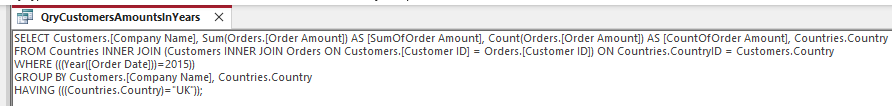 QryCustomersAmountsInYears
SELECT Customers.[Company Name], Sum(Orders.[Order Amount]) AS [SumOfOrder Amount], Count(Orders.[Order Amount]) AS [CountOfOrder Amount], Countries.Country
FROM Countries INNER JOIN (Customers INNER JOIN Orders ON Customers.[Customer ID] = Orders.[Customer ID]) ON Countries.CountryID = Customers.Country
WHERE (((Year([Order Date]))=2015))
GROUP BY Customers.[Company Name], Countries.Country
HAVING (((Countries.Country)="UK"));